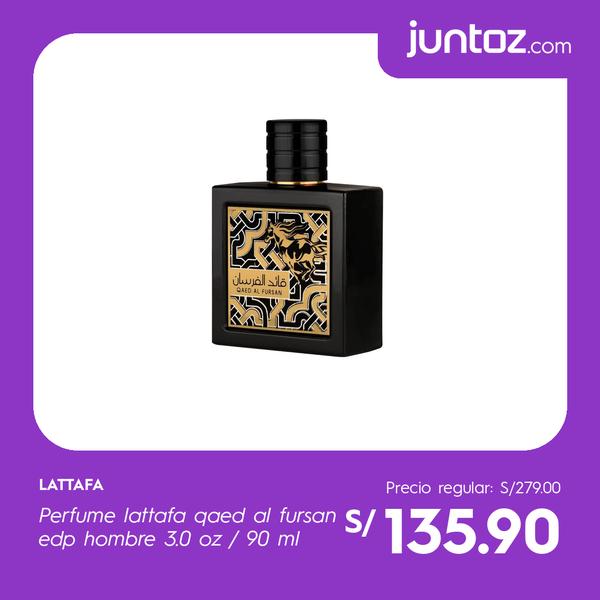 juntoz.com
قائد الفرسان
QAED AL FURSAN
LATTAFA
Perfume lattafa qaed al fursan
edp hombre 3.0 oz / 90 ml
Precio regular: S/279.00
S/ 135.90